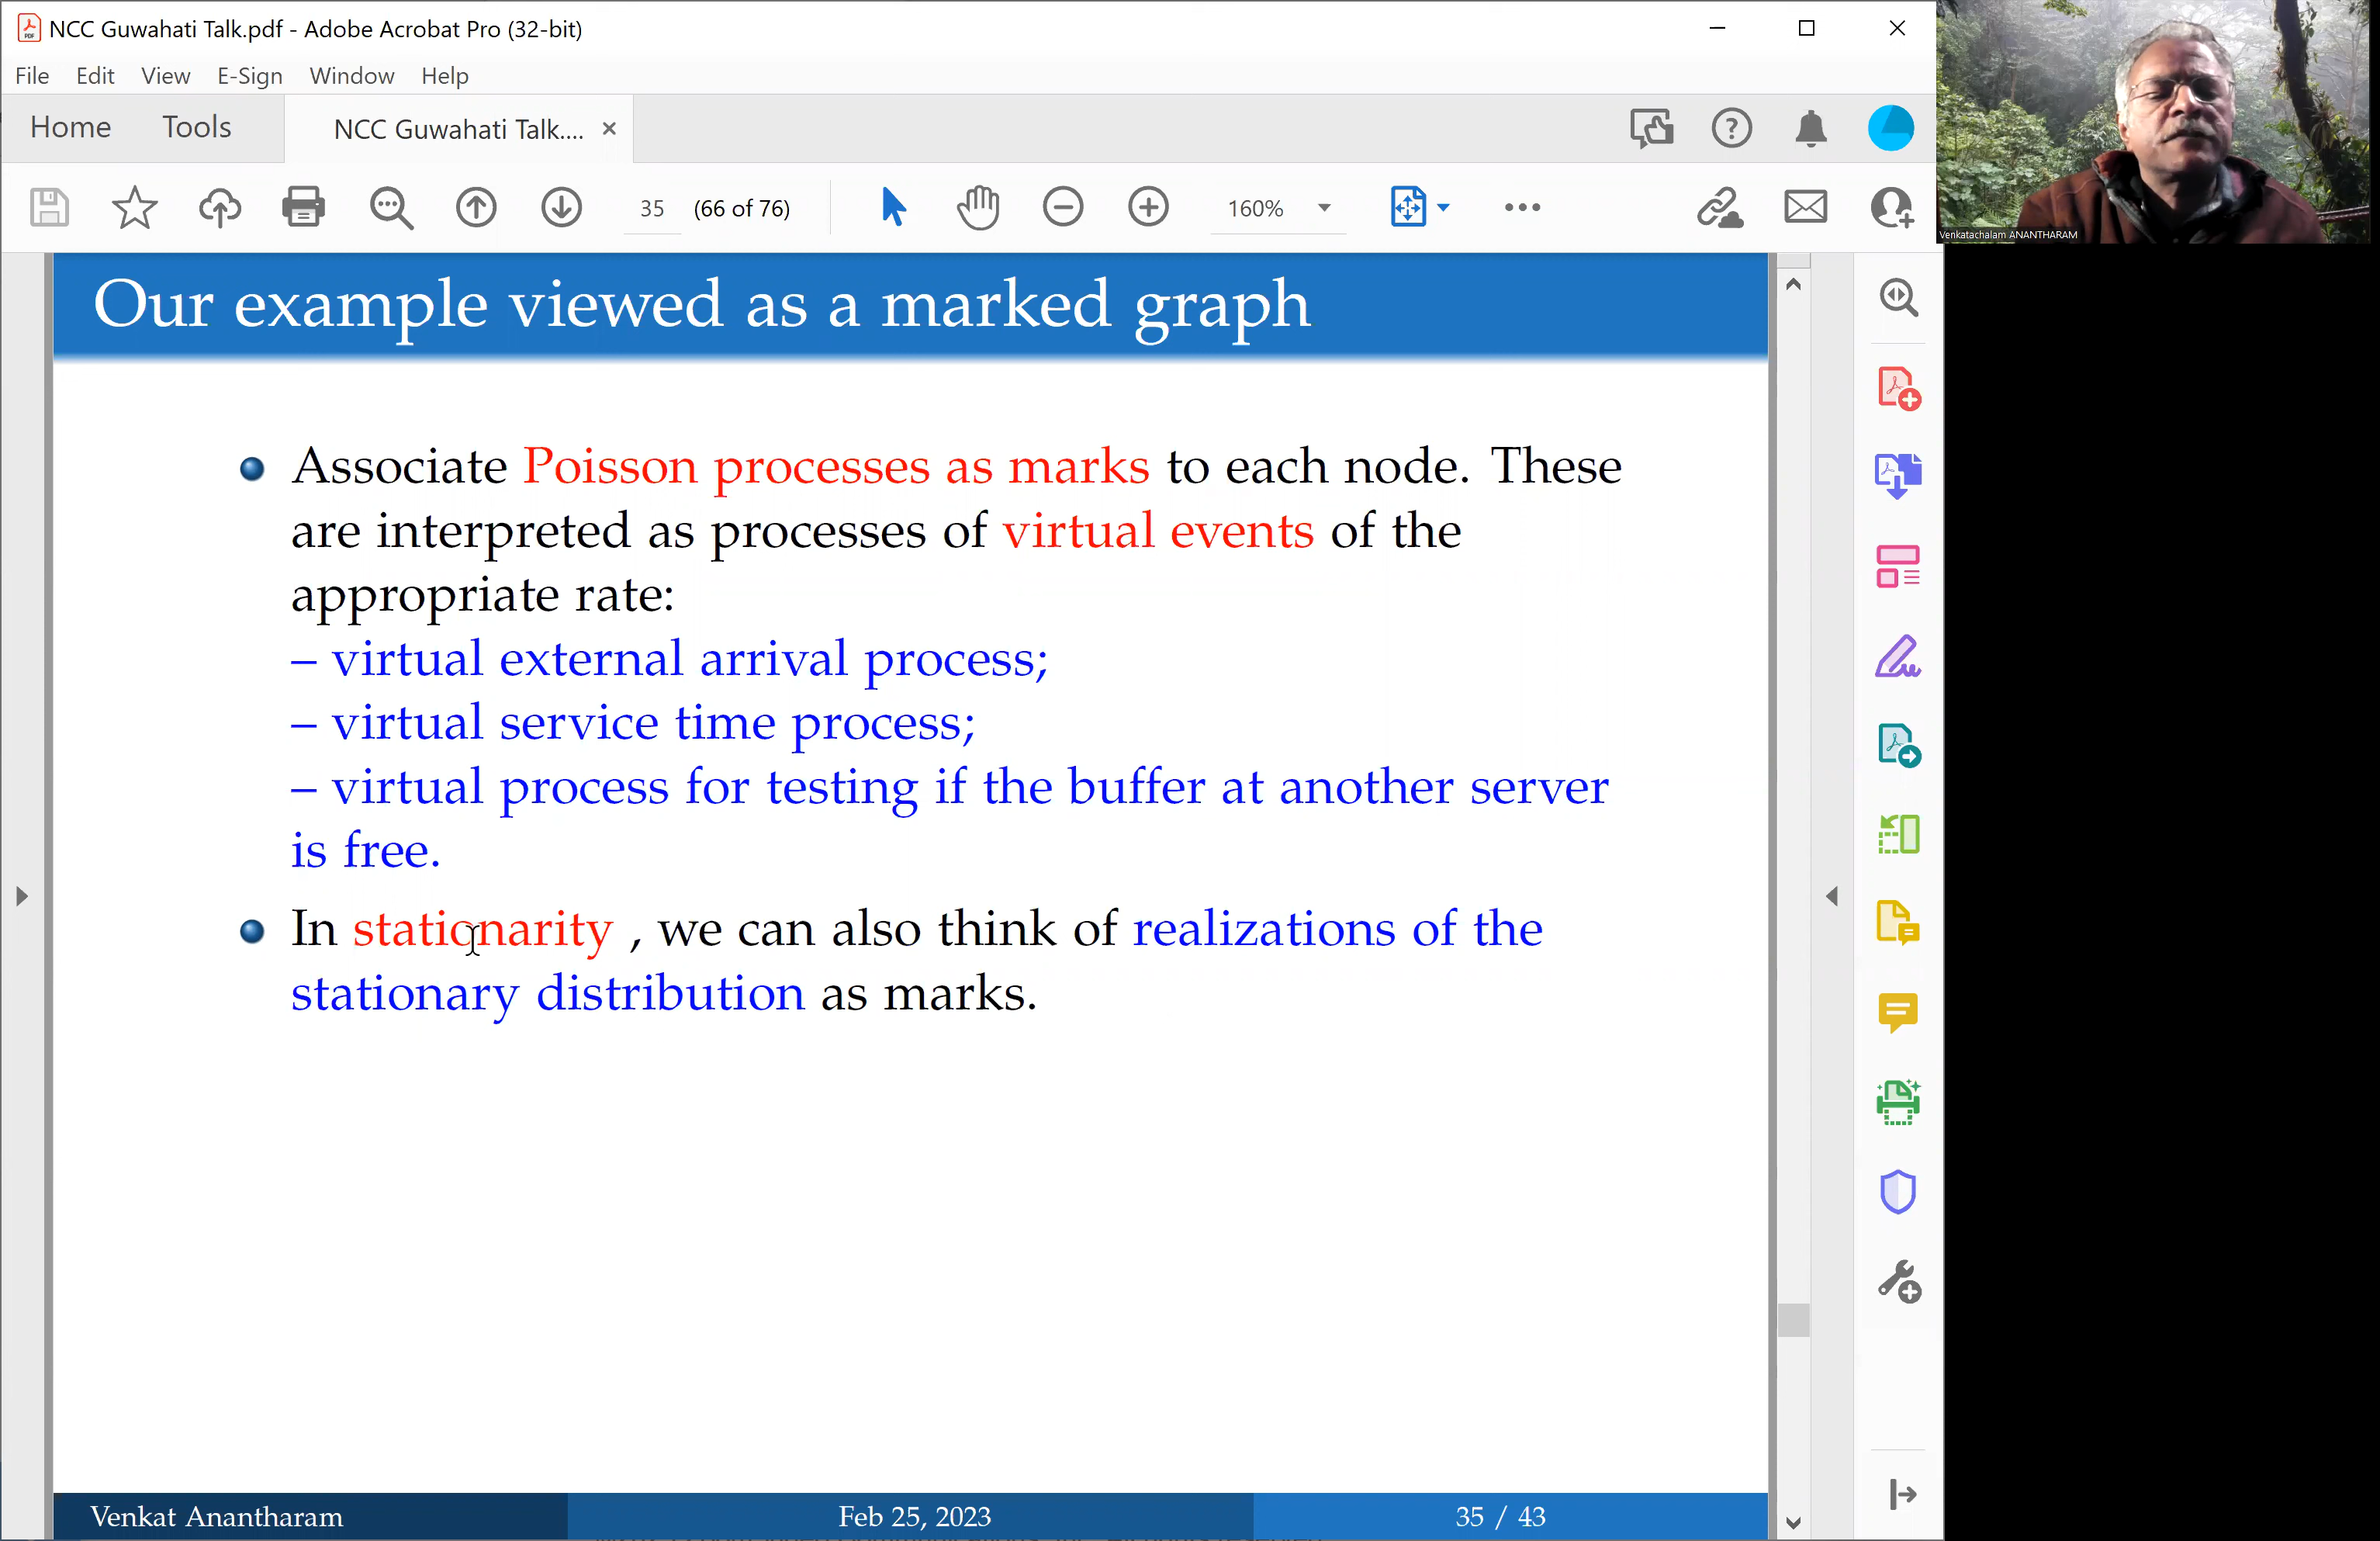 NCC Guwahati Talk.pdf - Adobe Acrobat Pro (32-bit)
File Edit View E-Sign Window Help
Home Tools NCC Guwahati Talk....
35 (66 of 76) 160%
Venkatachalam ANANTHARAM
Our example viewed as a marked graph
Associate Poisson processes as marks to each node. These
are interpreted as processes of virtual events of the
appropriate rate:
– virtual external arrival process;
– virtual service time process;
– virtual process for testing if the buffer at another server
is free.
In stationarity , we can also think of realizations of the
stationary distribution as marks.
Venkat Anantharam Feb 25, 2023 35 / 43